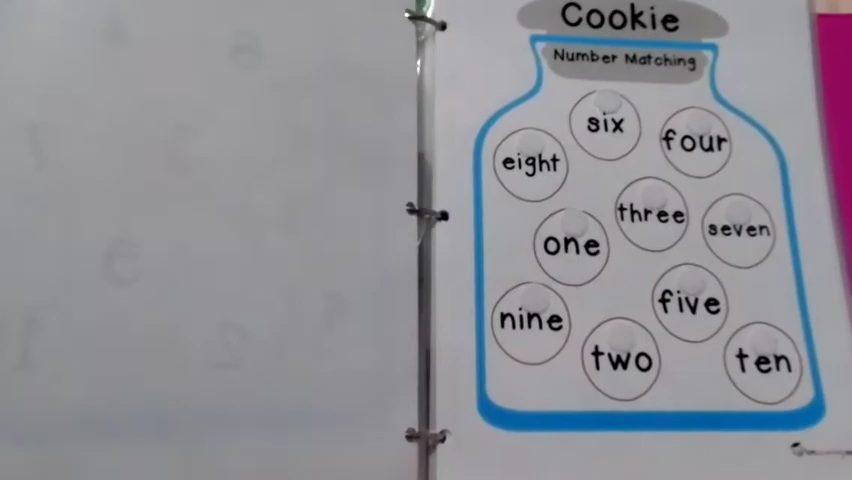 Cookie
Number Matching
six
four
eight
three
seven
one
five
nine
two
ten